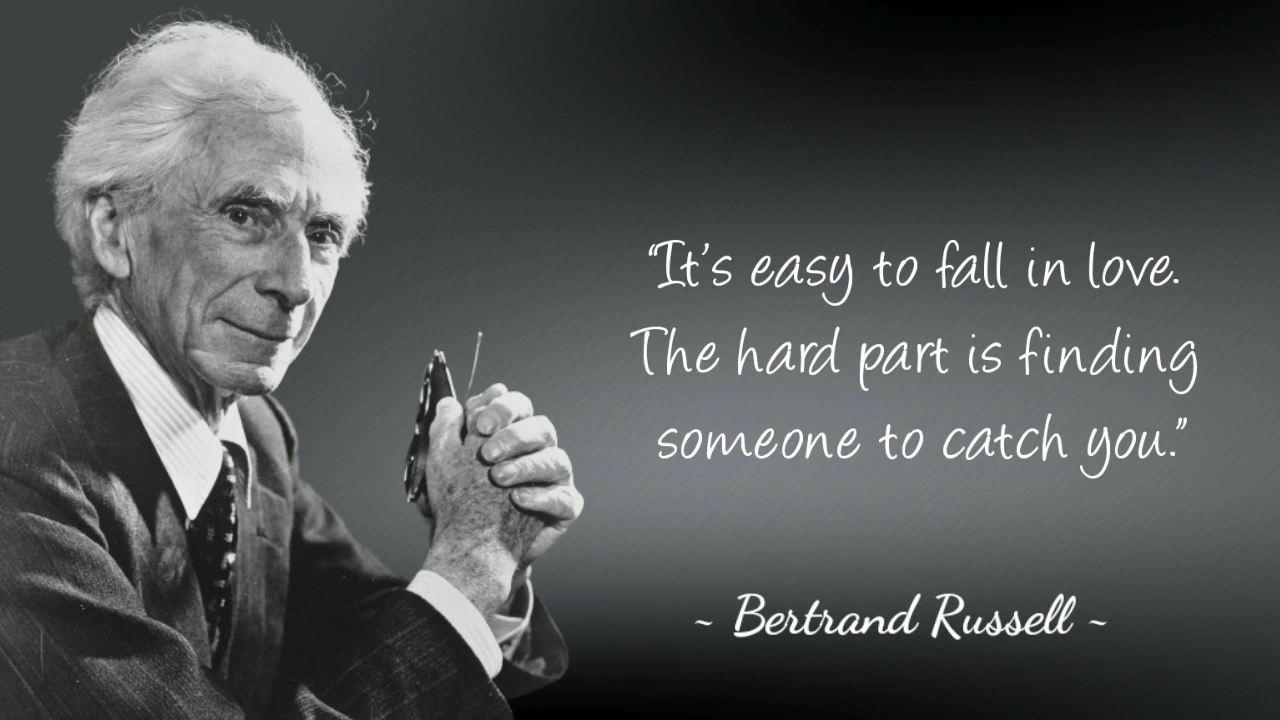 “It's easy to fall in love.
The hard part is finding
someone to catch you.”
~ Bertrand Russell ~